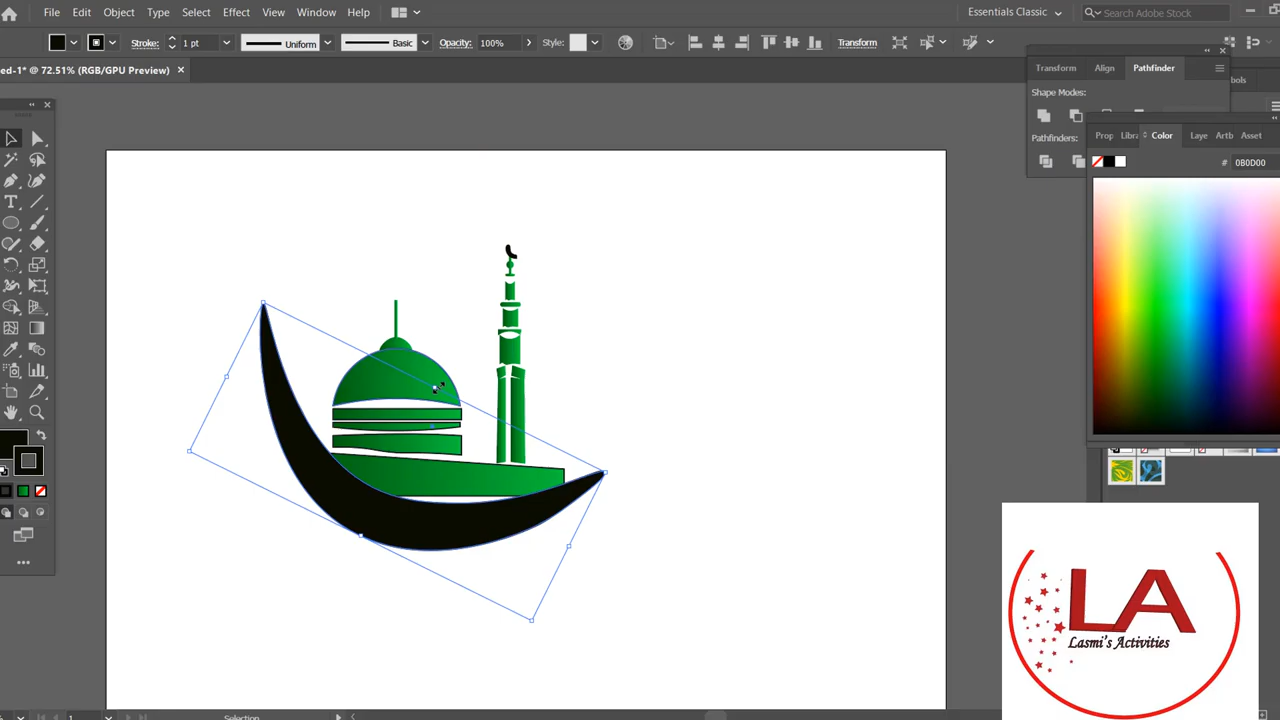 File Edit Object Type Select Effect View Window Help Essentials Classic Search Adobe Stock
Stroke: 1 pt Uniform Basic Opacity: 100% Style: Transform
ed-1* @ 72.51% (RGB/GPU Preview) ×
Transform Align Pathfinder
bols
Shape Modes:
Pathfinders:
Prop Libra Color Laye Artb Asset
# 0B0D00
T
LA
Lasmi's Activities
1 Selection